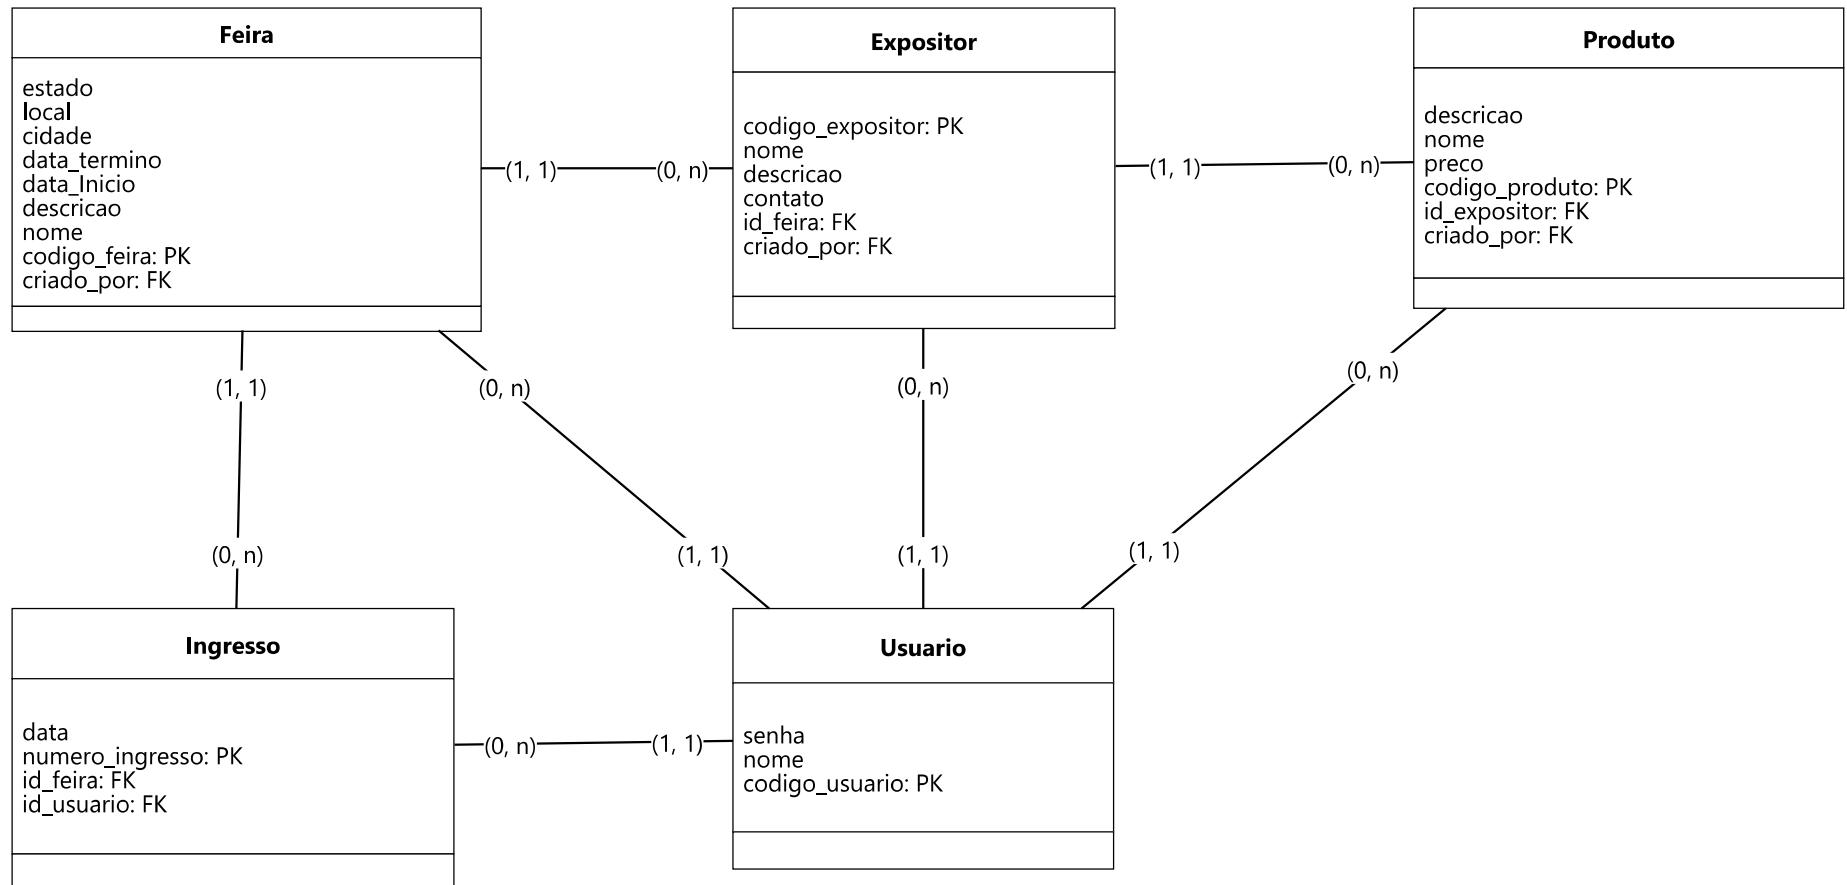 Feira
estado
local
cidade
data_termino
data_Inicio
descricao
nome
codigo_feira: PK
criado_por: FK
(1, 1)
(0, n)
Expositor
codigo_expositor: PK
nome
descricao
contato
id_feira: FK
criado_por: FK
(1, 1)
(0, n)
Produto
descricao
nome
preco
codigo_produto: PK
id_expositor: FK
criado_por: FK
(1, 1)
(0, n)
(0, n)
(0, n)
(0, n)
(1, 1)
(1, 1)
(1, 1)
Ingresso
data
numero_ingresso: PK
id_feira: FK
id_usuario: FK
(0, n)
(1, 1)
Usuario
senha
nome
codigo_usuario: PK